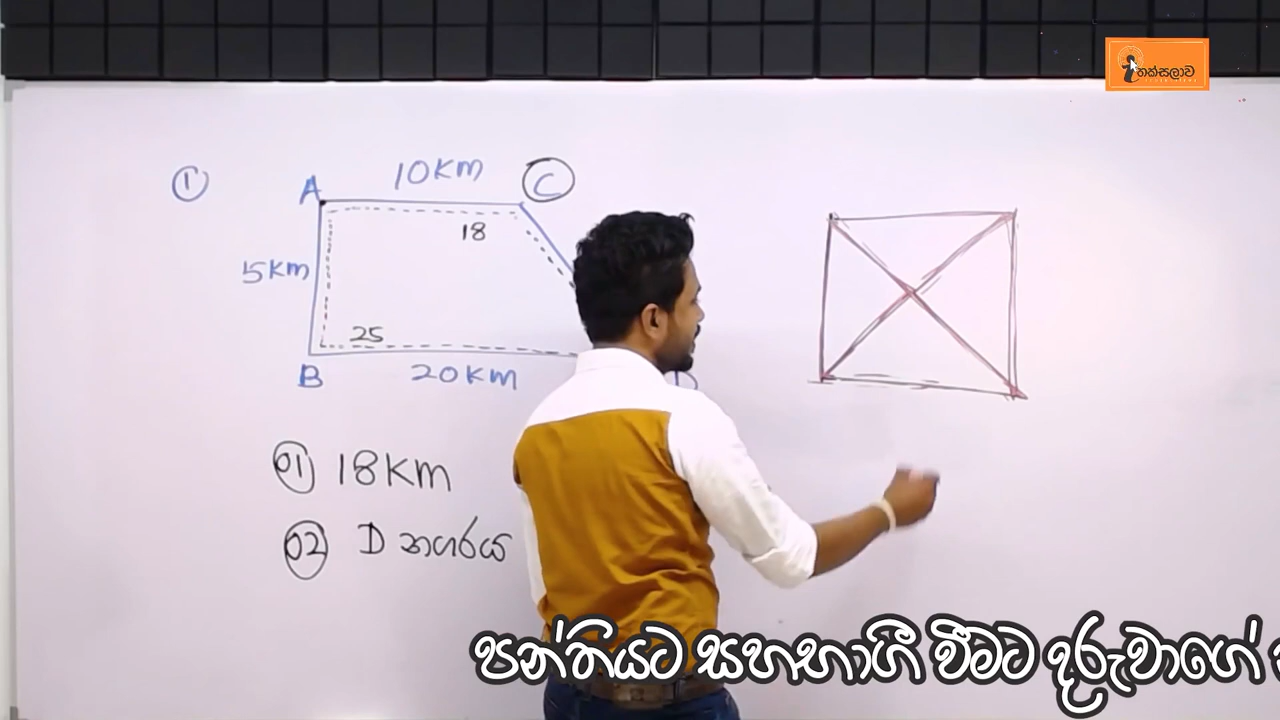 තක්සලාව
① A 10km C
18
5km
25
B 20km D
01 18km
02 D නගරය
පන්තියට සහභාගී වීමට දරුවාගේ